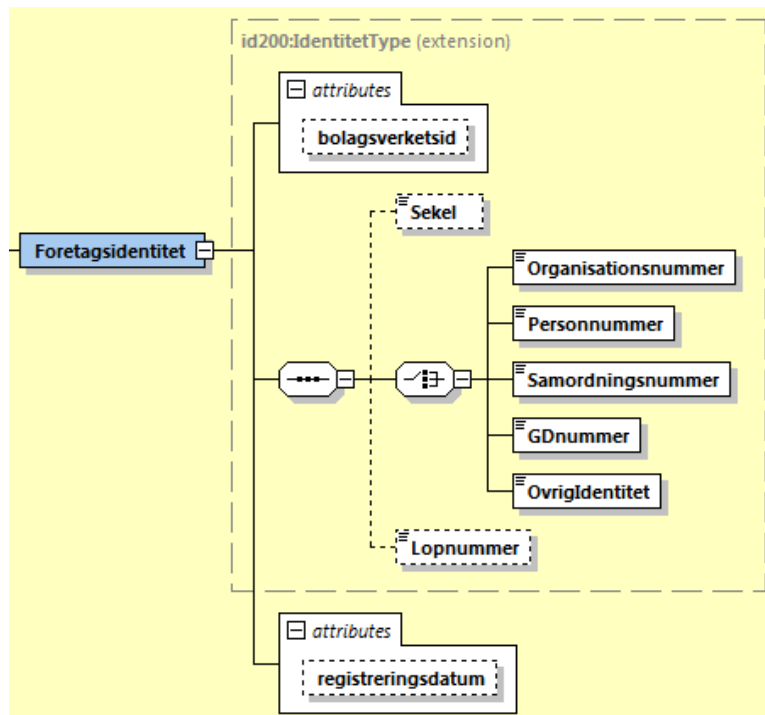 id200:IdentitetType (extension)
attributes
bolagsverketsid
Sekel
Foretagsidentitet
Organisationsnummer
Personnummer
Samordningsnummer
GDnummer
OvrigIdentitet
Lopnummer
attributes
registreringsdatum